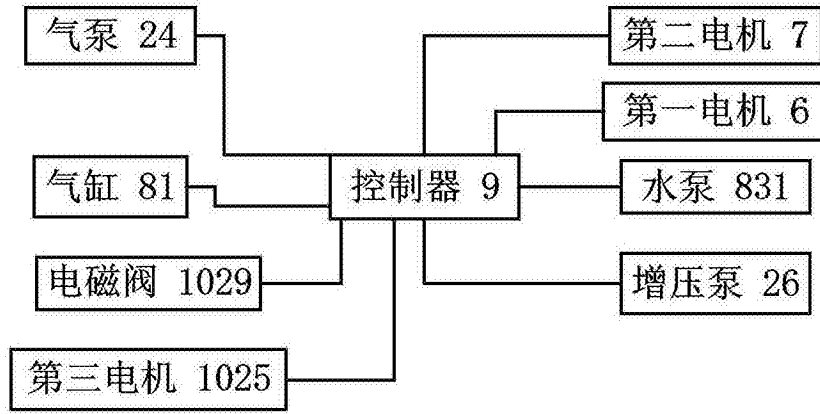 气泵 24
第二电机 7
第一电机 6
气缸 81
控制器 9
水泵 831
电磁阀 1029
增压泵 26
第三电机 1025